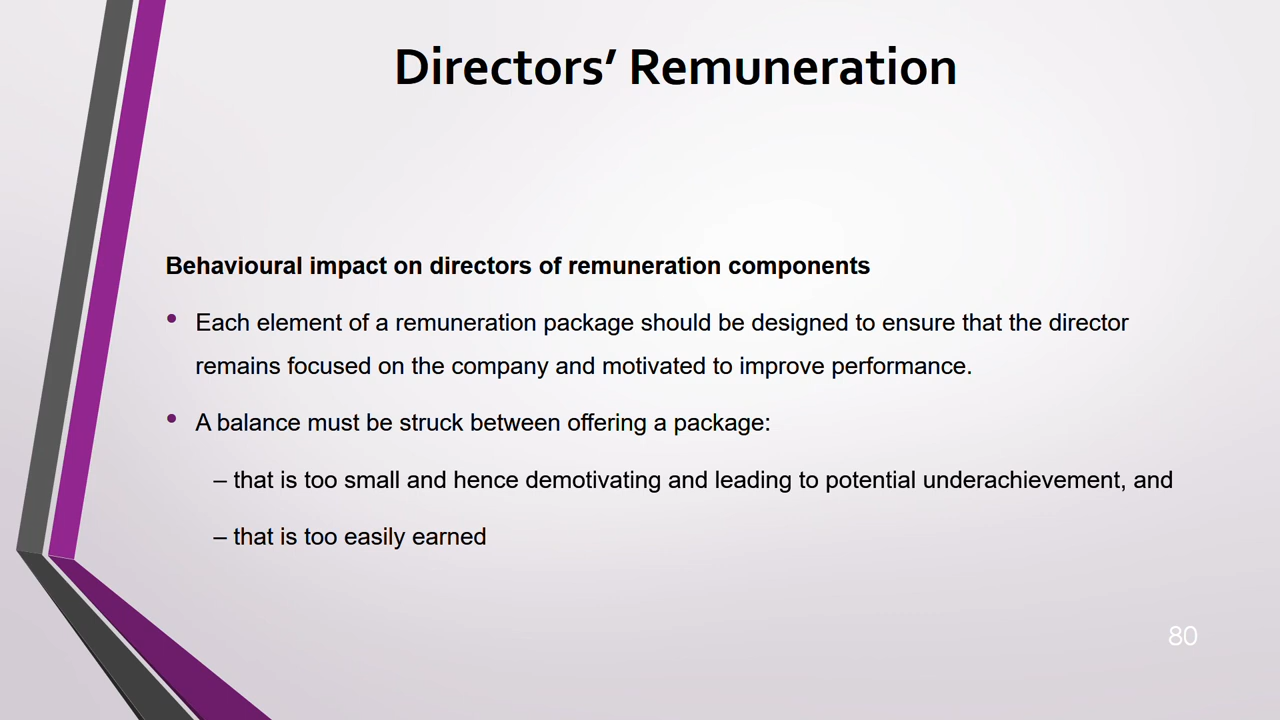 Directors’ Remuneration
Behavioural impact on directors of remuneration components
• Each element of a remuneration package should be designed to ensure that the director
remains focused on the company and motivated to improve performance.
• A balance must be struck between offering a package:
– that is too small and hence demotivating and leading to potential underachievement, and
– that is too easily earned
80